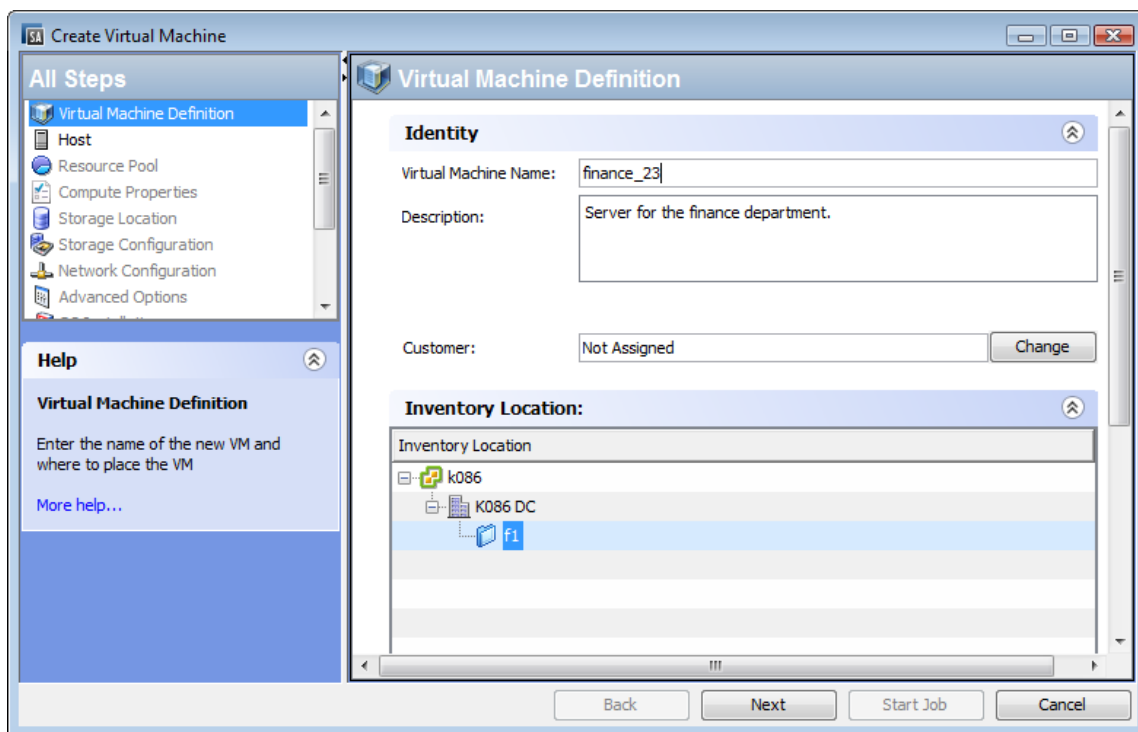 SA Create Virtual Machine
All Steps
Virtual Machine Definition
Host
Resource Pool
Compute Properties
Storage Location
Storage Configuration
Network Configuration
Advanced Options
Help
Virtual Machine Definition
Enter the name of the new VM and
where to place the VM
More help...
Virtual Machine Definition
Identity
Virtual Machine Name: finance_23
Description: Server for the finance department.
Customer: Not Assigned Change
Inventory Location:
Inventory Location
k086
K086 DC
f1
Back Next Start Job Cancel